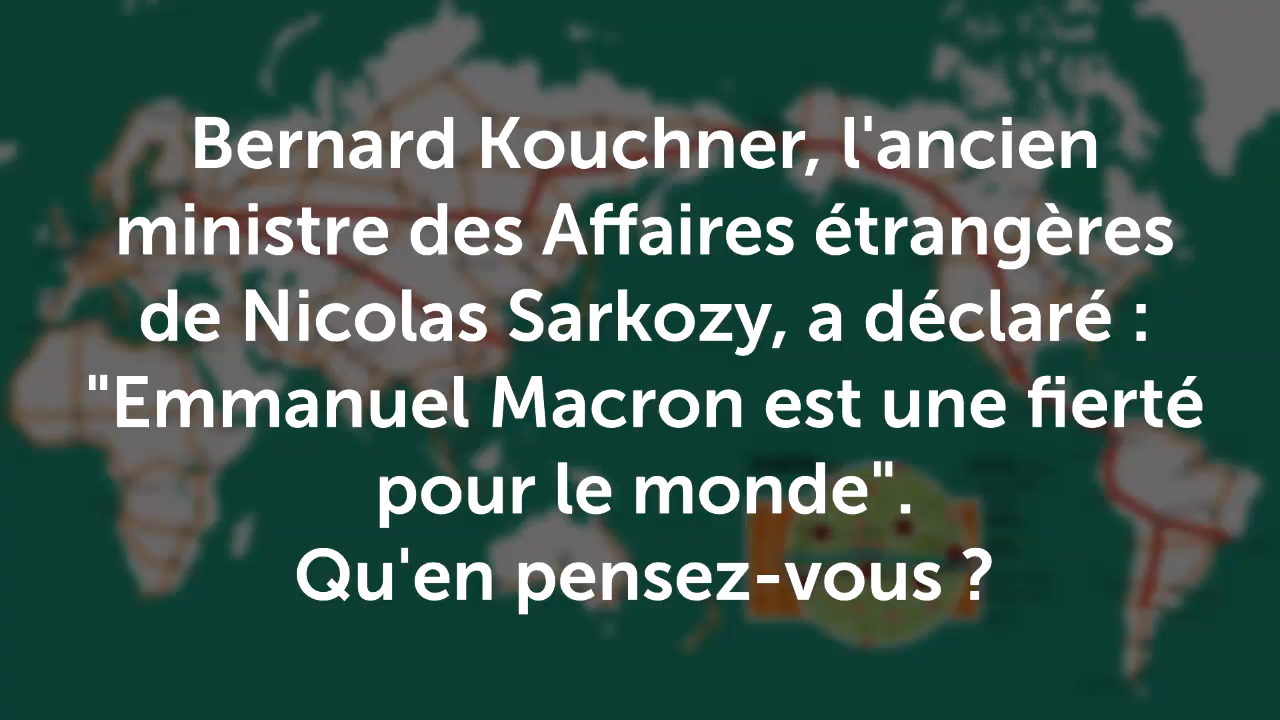 Bernard Kouchner, l'ancien
ministre des Affaires étrangères
de Nicolas Sarkozy, a déclaré :
"Emmanuel Macron est une fierté
pour le monde".
Qu'en pensez-vous ?